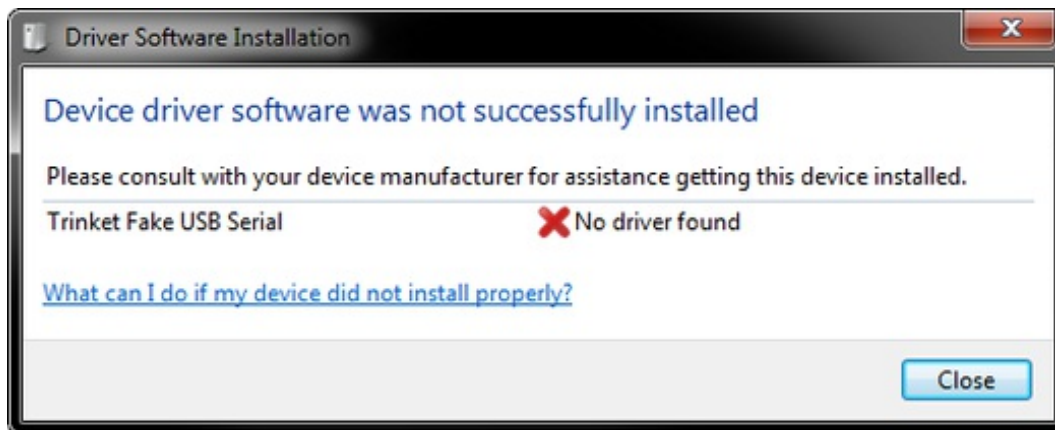 Driver Software Installation
Device driver software was not successfully installed
Please consult with your device manufacturer for assistance getting this device installed.
Trinket Fake USB Serial No driver found
What can I do if my device did not install properly?
Close